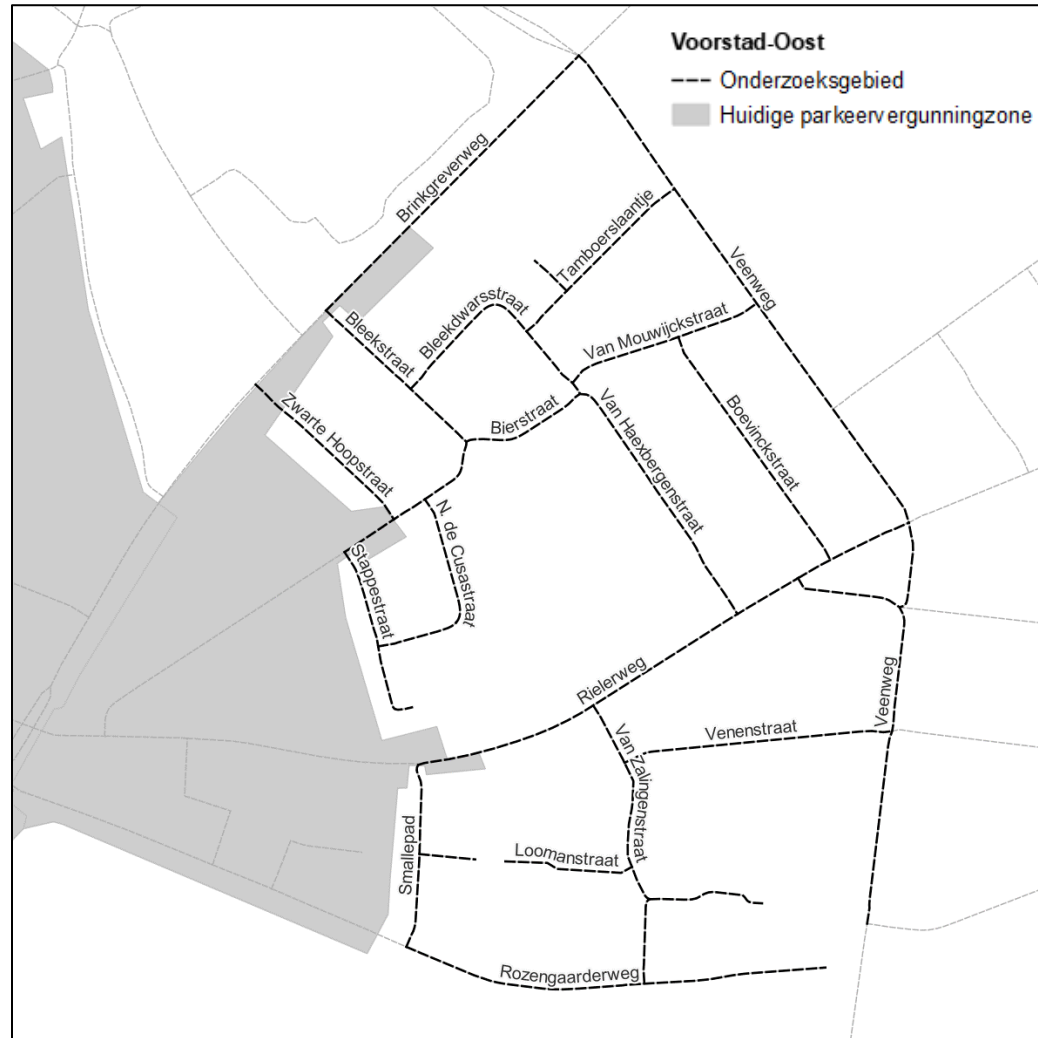 Voorstad-Oost
Onderzoeksgebied
Huidige parkeervergunningzone
Brinkgreverweg
Tamboerslaantje
Veenweg
Bleekdwarsstraat
Bleekstraat
Van Mouwijckstraat
Zwarte Hoopstraat
Bierstraat
Van Haexbergenstraat
Boevinckstraat
N. de Cusastraat
Stappestraat
Rielerweg
Veenweg
Venenstraat
Van Zalingenstraat
Smallepad
Loomanstraat
Rozengaarderweg